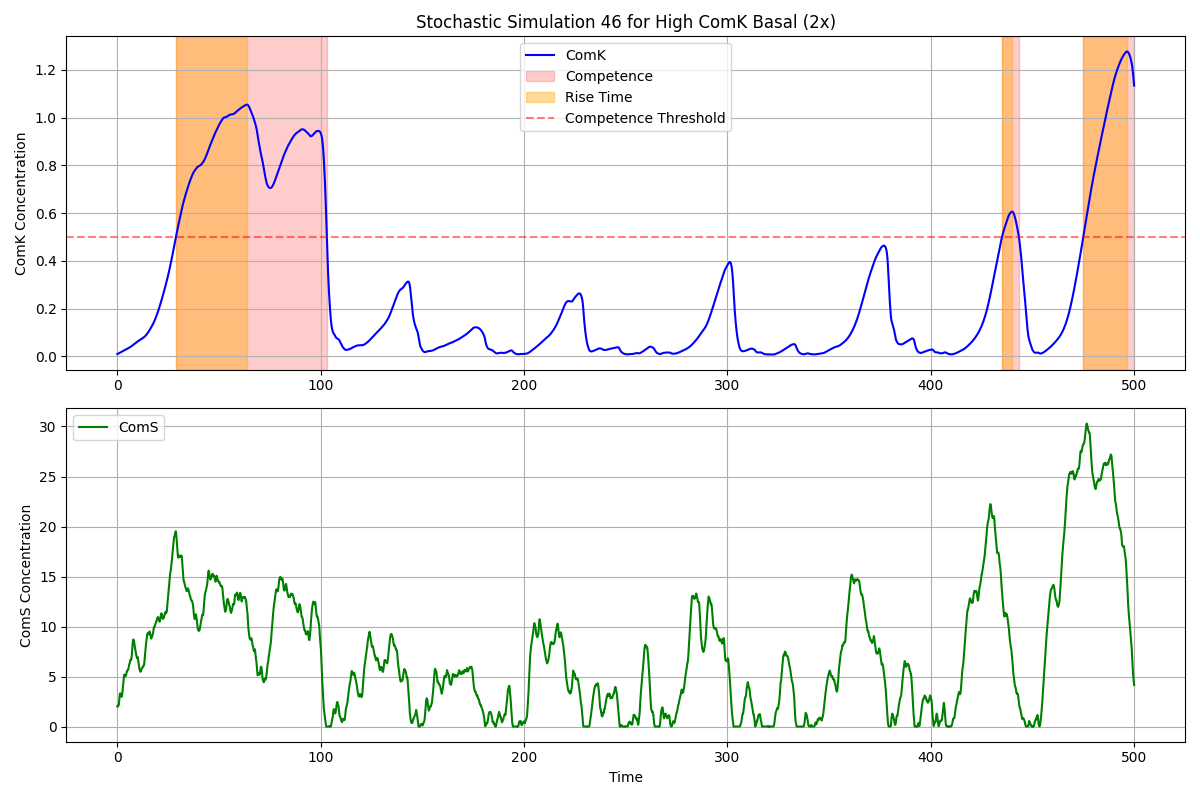 Stochastic Simulation 46 for High ComK Basal (2x)
ComK Concentration
1.2
1.0
0.8
0.6
0.4
0.2
0.0
ComK
Competence
Rise Time
Competence Threshold
0 100 200 300 400 500
ComS Concentration
30
25
20
15
10
5
0
ComS
0 100 200 300 400 500
Time